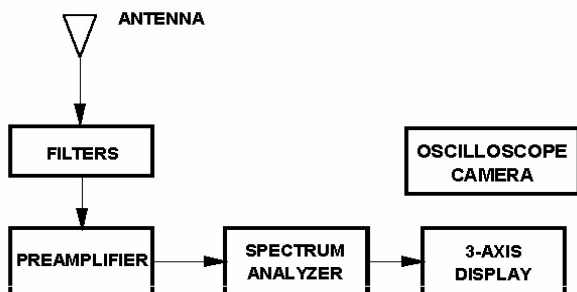 ANTENNA
FILTERS
OSCILLOSCOPE
CAMERA
PREAMPLIFIER
SPECTRUM
ANALYZER
3-AXIS
DISPLAY